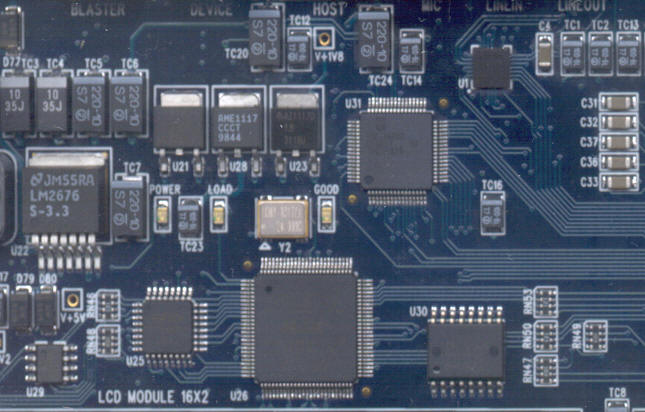 BLASTER
DEVICE
HOST
MIC
LINLIN
LINEOUT
D77
TC3
TC4
TC5
TC6
TC20
TC12
V+1V8
TC24
TC14
C4
TC1
TC2
TC13
10
35J
10
35J
220-10
S7
220-10
S7
220-10
S7
220-10
S7
U31
C31
C32
C37
C36
C33
AME1117
CCCT
9844
U21
U28
U23
JM55RA
LM2676
S-3.3
TC7
220-10
S7
POWER
LOAD
GOOD
TC16
TC23
Y2
U22
D79
D80
V+5V
RN46
RN48
U25
U26
U30
RN53
RN50
RN49
RN47
U29
LCD MODULE 16X2
TC8